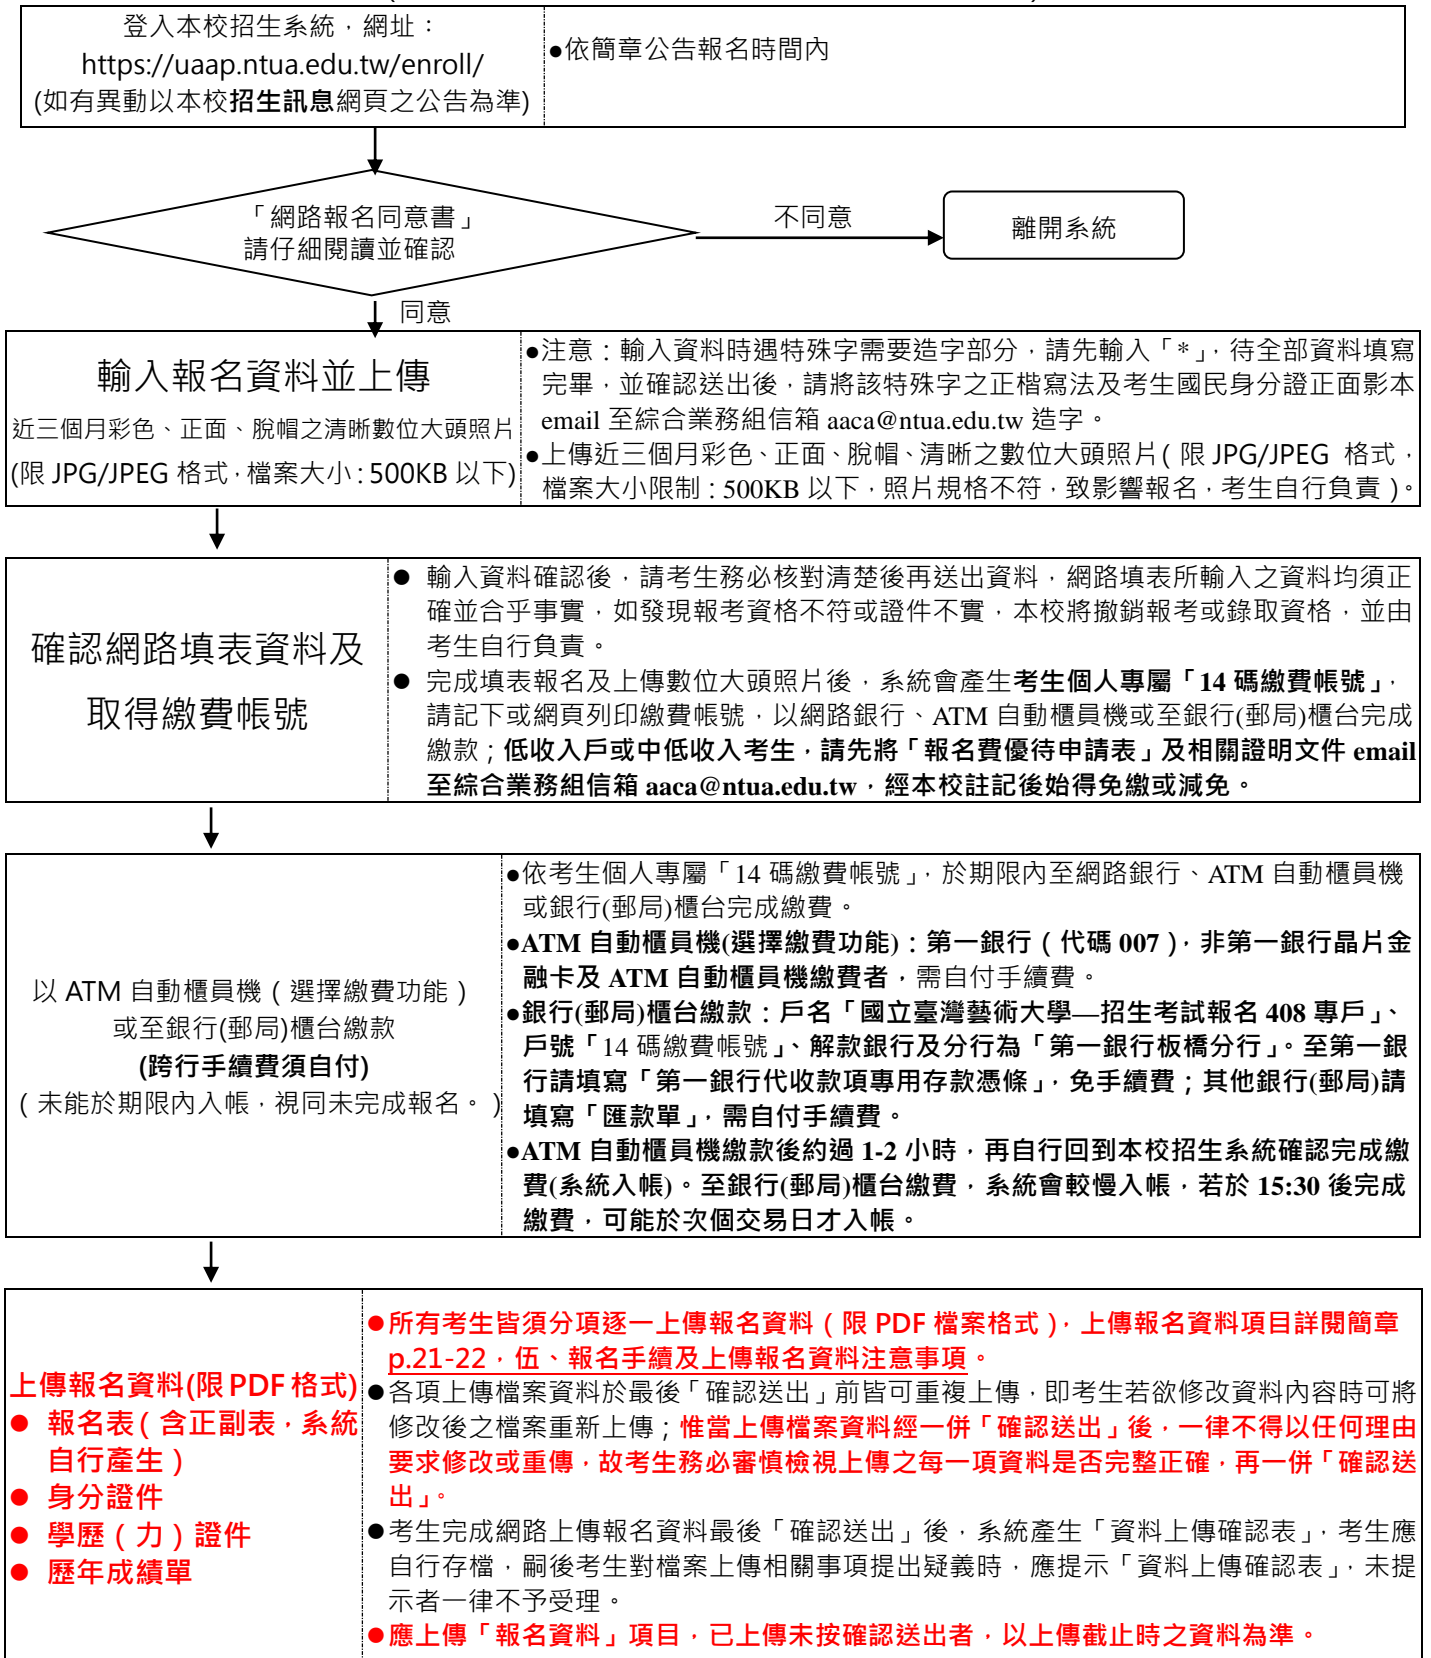 登入本校招生系統，網址：
https://uaap.ntua.edu.tw/enroll/
(如有異動以本校招生訊息網頁之公告為準)
●依簡章公告報名時間內
「網路報名同意書」
請仔細閱讀並確認
不同意
離開系統
同意
輸入報名資料並上傳
近三個月彩色、正面、脫帽之清晰數位大頭照片
(限 JPG/JPEG 格式，檔案大小：500KB 以下)
●注意：輸入資料時遇特殊字需要造字部分，請先輸入「*」，待全部資料填寫
完畢，並確認送出後，請將該特殊字之正楷寫法及考生國民身分證正面影本
email 至綜合業務組信箱 aaca@ntua.edu.tw 造字。
●上傳近三個月彩色、正面、脫帽、清晰之數位大頭照片(限 JPG/JPEG 格式，
檔案大小限制：500KB 以下，照片規格不符，致影響報名，考生自行負責)。
確認網路填表資料及
取得繳費帳號
● 輸入資料確認後，請考生務必核對清楚後再送出資料，網路填表所輸入之資料均須正
確並合乎事實，如發現報考資格不符或證件不實，本校將撤銷報考或錄取資格，並由
考生自行負責。
● 完成填表報名及上傳數位大頭照片後，系統會產生考生個人專屬「14 碼繳費帳號」，
請記下或網頁列印繳費帳號，以網路銀行、ATM 自動櫃員機或至銀行(郵局)櫃台完成
繳款；低收入戶或中低收入考生，請先將「報名費優待申請表」及相關證明文件 email
至綜合業務組信箱 aaca@ntua.edu.tw，經本校註記後始得免繳或減免。
以 ATM 自動櫃員機（選擇繳費功能）
或至銀行(郵局)櫃台繳款
(跨行手續費須自付)
（未能於期限內入帳，視同未完成報名。）
●依考生個人專屬「14 碼繳費帳號」，於期限內至網路銀行、ATM 自動櫃員機
或銀行(郵局)櫃台完成繳費。
●ATM 自動櫃員機(選擇繳費功能)：第一銀行（代碼 007），非第一銀行晶片金
融卡及 ATM 自動櫃員機繳費者，需自付手續費。
●銀行(郵局)櫃台繳款：戶名「國立臺灣藝術大學—招生考試報名 408 專戶」、
戶號「14 碼繳費帳號」、解款銀行及分行為「第一銀行板橋分行」。至第一銀
行請填寫「第一銀行代收款項專用存款憑條」，免手續費；其他銀行(郵局)請
填寫「匯款單」，需自付手續費。
●ATM 自動櫃員機繳款後約過 1-2 小時，再自行回到本校招生系統確認完成繳
費(系統入帳)。至銀行(郵局)櫃台繳費，系統會較慢入帳，若於 15:30 後完成
繳費，可能於次個交易日才入帳。
上傳報名資料(限 PDF 格式)
● 報名表（含正副表，系統
自行產生）
● 身分證件
● 學歷（力）證件
● 歷年成績單
●所有考生皆須分項逐一上傳報名資料（限 PDF 檔案格式），上傳報名資料項目詳閱簡章
p.21-22，伍、報名手續及上傳報名資料注意事項。
●各項上傳檔案資料於最後「確認送出」前皆可重複上傳，即考生若欲修改資料內容時可將
修改後之檔案重新上傳；惟當上傳檔案資料經一併「確認送出」後，一律不得以任何理由
要求修改或重傳，故考生務必審慎檢視上傳之每一項資料是否完整正確，再一併「確認送
出」。
●考生完成網路上傳報名資料最後「確認送出」後，系統產生「資料上傳確認表」，考生應
自行存檔，嗣後考生對檔案上傳相關事項提出疑義時，應提示「資料上傳確認表」，未提
示者一律不予受理。
●應上傳「報名資料」項目，已上傳未按確認送出者，以上傳截止時之資料為準。